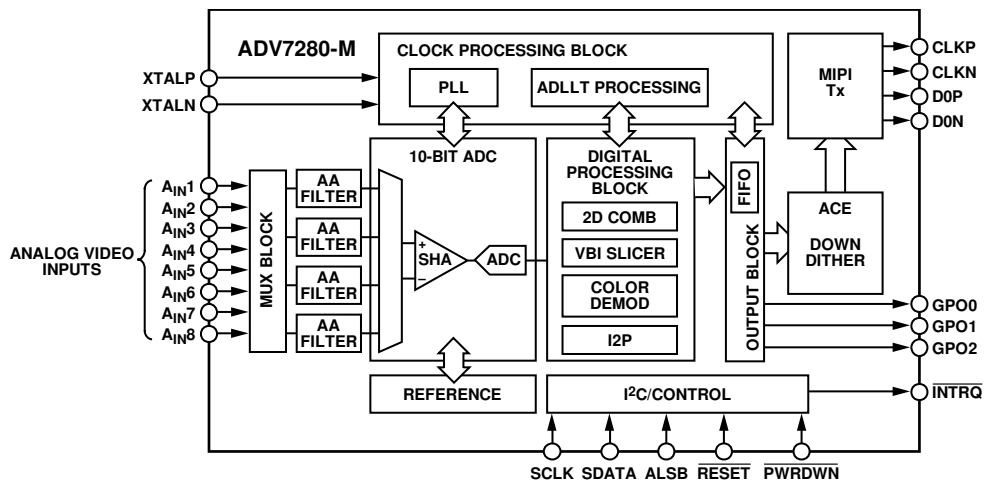 ADV7280-M
CLOCK PROCESSING BLOCK
PLL
ADLLT PROCESSING
XTALP
XTALN
MIPI
Tx
CLKP
CLKN
D0P
D0N
10-BIT ADC
DIGITAL
PROCESSING
BLOCK
2D COMB
VBI SLICER
COLOR
DEMOD
I2P
FIFO
OUTPUT BLOCK
ACE
DOWN
DITHER
ANALOG VIDEO
INPUTS
AIN1
AIN2
AIN3
AIN4
AIN5
AIN6
AIN7
AIN8
MUX BLOCK
AA
FILTER
AA
FILTER
AA
FILTER
AA
FILTER
+
SHA
–
ADC
GPO0
GPO1
GPO2
REFERENCE
I2C/CONTROL
INTRQ
SCLK
SDATA
ALSB
RESET
PWRDWN